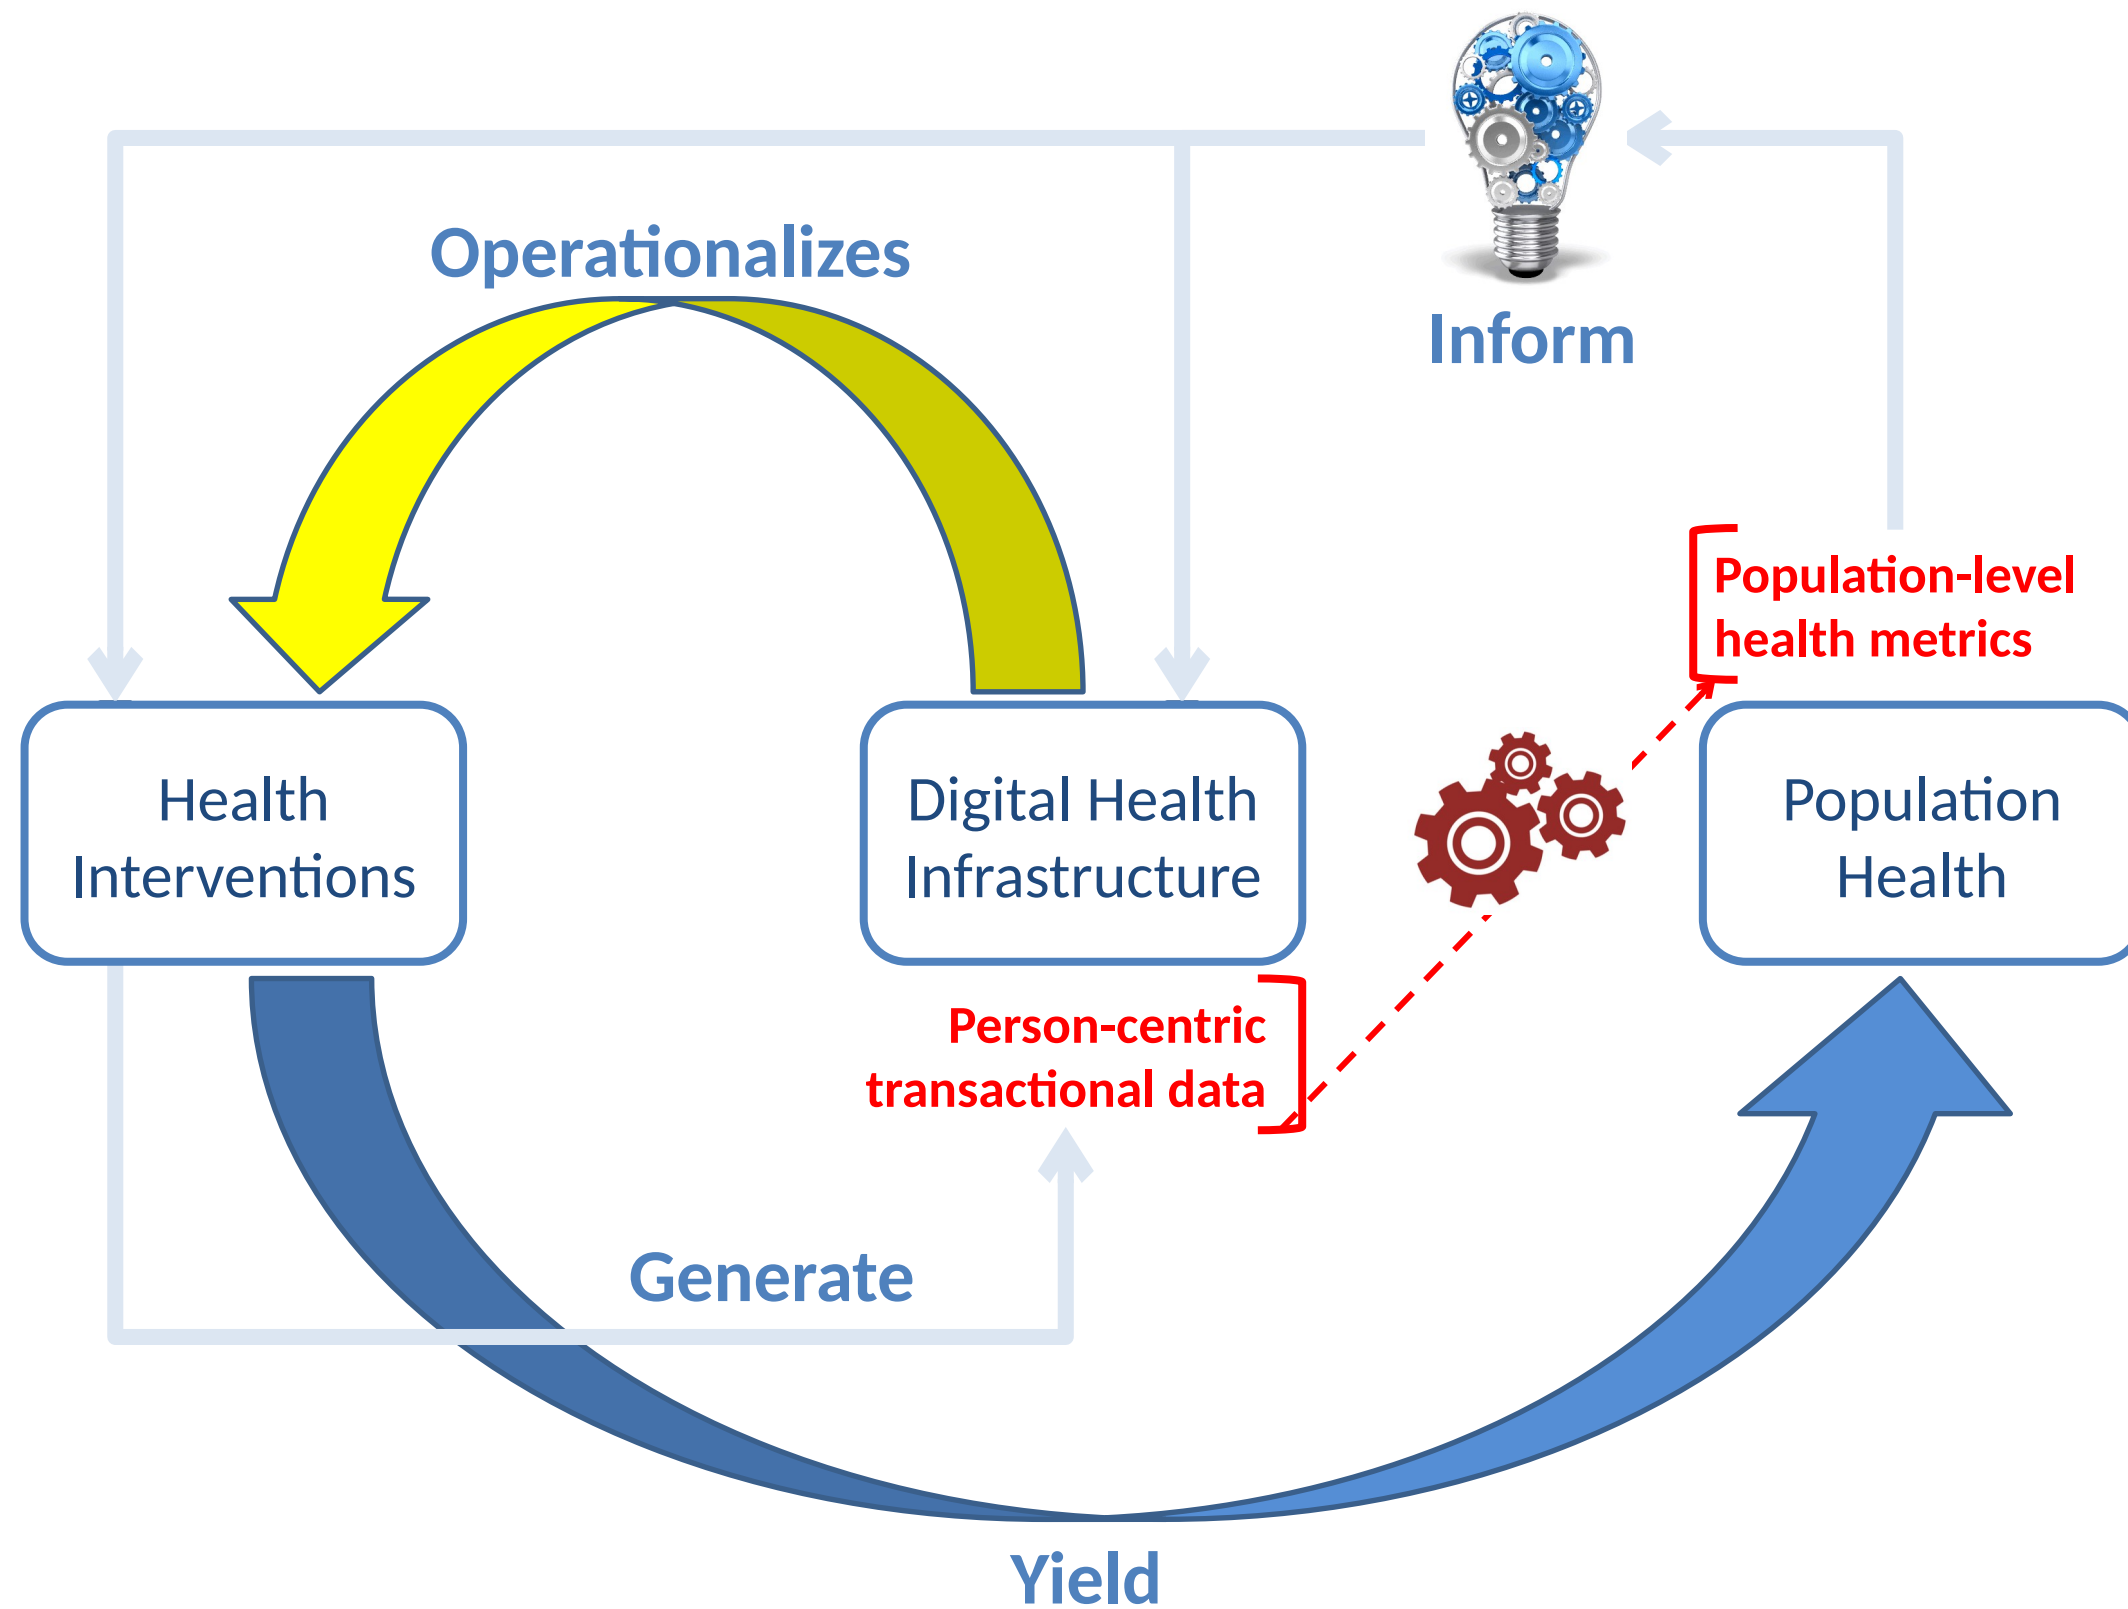 Operationalizes
Inform
Population-level
health metrics
Health
Interventions
Digital Health
Infrastructure
Population
Health
Person-centric
transactional data
Generate
Yield